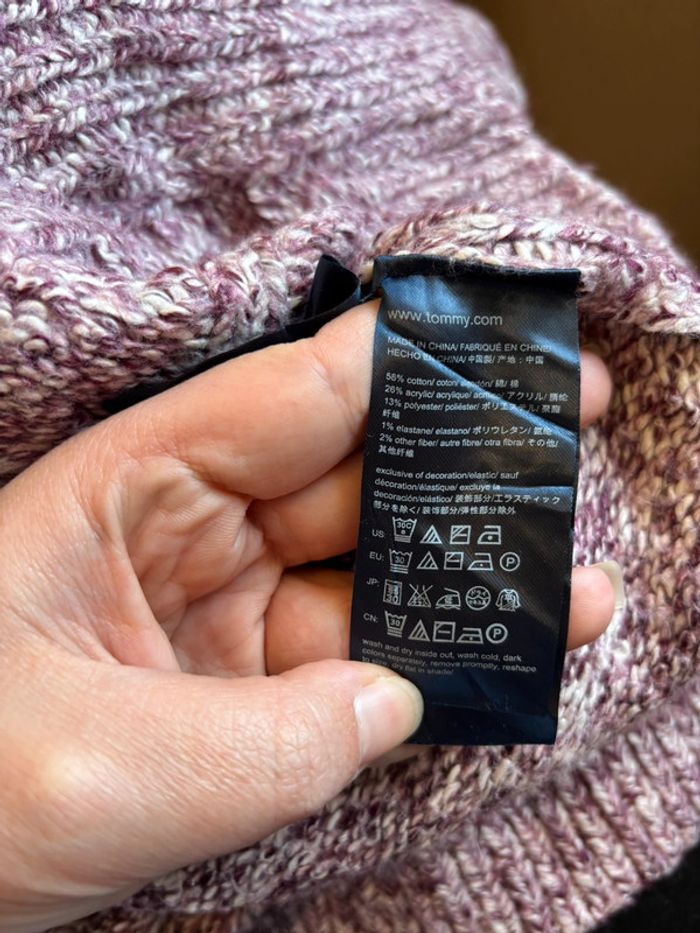 www.tommy.com
MADE IN CHINA/ FABRIQUÉ EN CHINE/
HECHO EN CHINA/ 中国製/ 产地：中国
58% cotton/ coton/ algodón/ 綿/ 棉
26% acrylic/ acrylique/ acrílico/ アクリル/ 腈纶
13% polyester/ poliéster/ ポリエステル/ 聚酯
纤维
1% elastane/ elastano/ ポリウレタン/ 氨纶
2% other fiber/ autre fibre/ otra fibra/ その他/
其他纤维
exclusive of decoration/elastic/ sauf
décoration/élastique/ excluye la
decoración/elástico/ 装飾部分/エラスティック
部分を除く/ 装饰部分/弹性部分除外
US: 30C
EU: 30 P
JP: 30
CN: 30 P
wash and dry inside out, wash cold, dark
colors separately, remove promptly, reshape
to size, dry flat in shade/